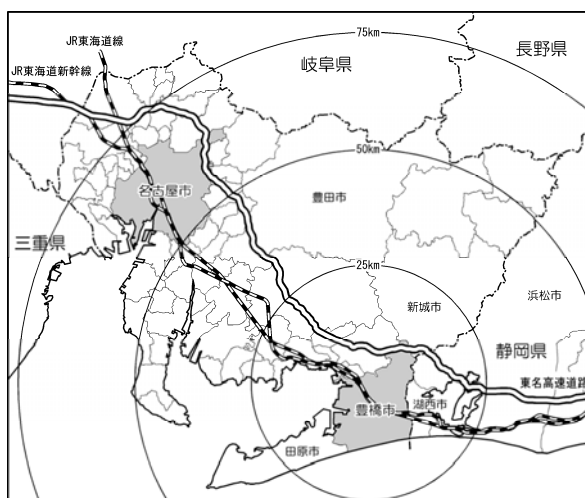 75km
JR東海道線
長野県
岐阜県
JR東海道新幹線
50km
名古屋市
豊田市
三重県
25km
浜松市
新城市
静岡県
東名高速道路
湖西市
豊橋市
田原市